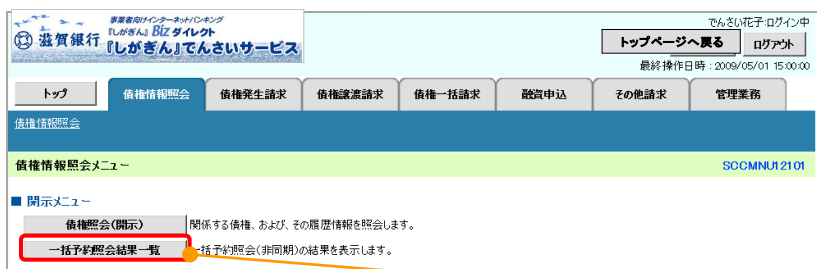 でんさい花子:ログイン中
滋賀銀行
事業者向けインターネットバンキング
『しがぎん』Biz ダイレクト
『しがぎん』でんさいサービス
トップページへ戻る
ログアウト
最終操作日時:2009/05/01 15:00:00
トップ 債権情報照会 債権発生請求 債権譲渡請求 債権一括請求 融資申込 その他請求 管理業務
債権情報照会
債権情報照会メニュー SCCMNU12101
■ 開示メニュー
債権照会(開示) 関係する債権、および、その履歴情報を照会します。
一括予約照会結果一覧 一括予約照会(非同期)の結果を表示します。